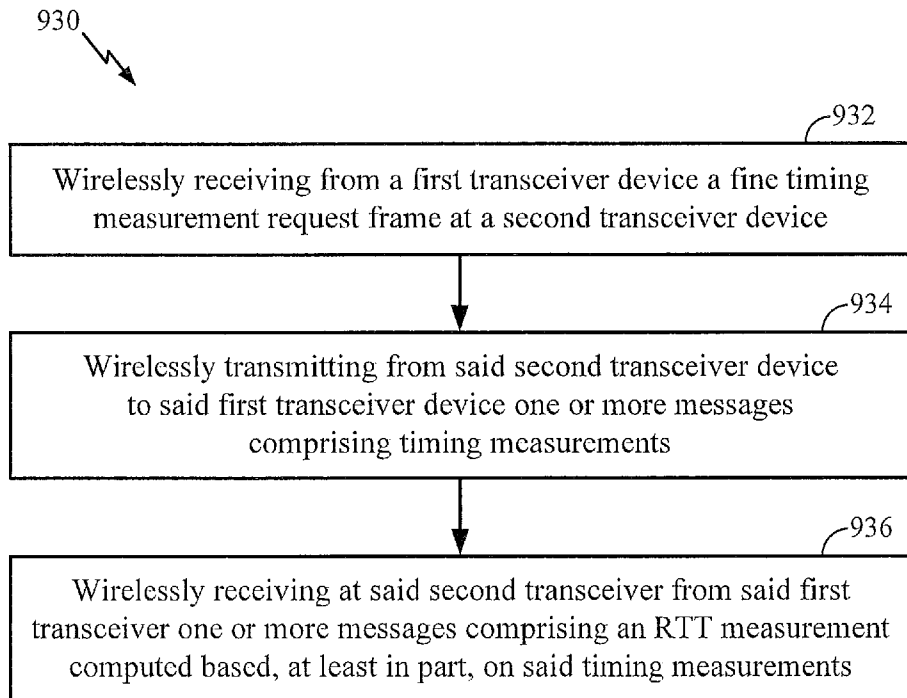 930
932
Wirelessly receiving from a first transceiver device a fine timing
measurement request frame at a second transceiver device
934
Wirelessly transmitting from said second transceiver device
to said first transceiver device one or more messages
comprising timing measurements
936
Wirelessly receiving at said second transceiver from said first
transceiver one or more messages comprising an RTT measurement
computed based, at least in part, on said timing measurements